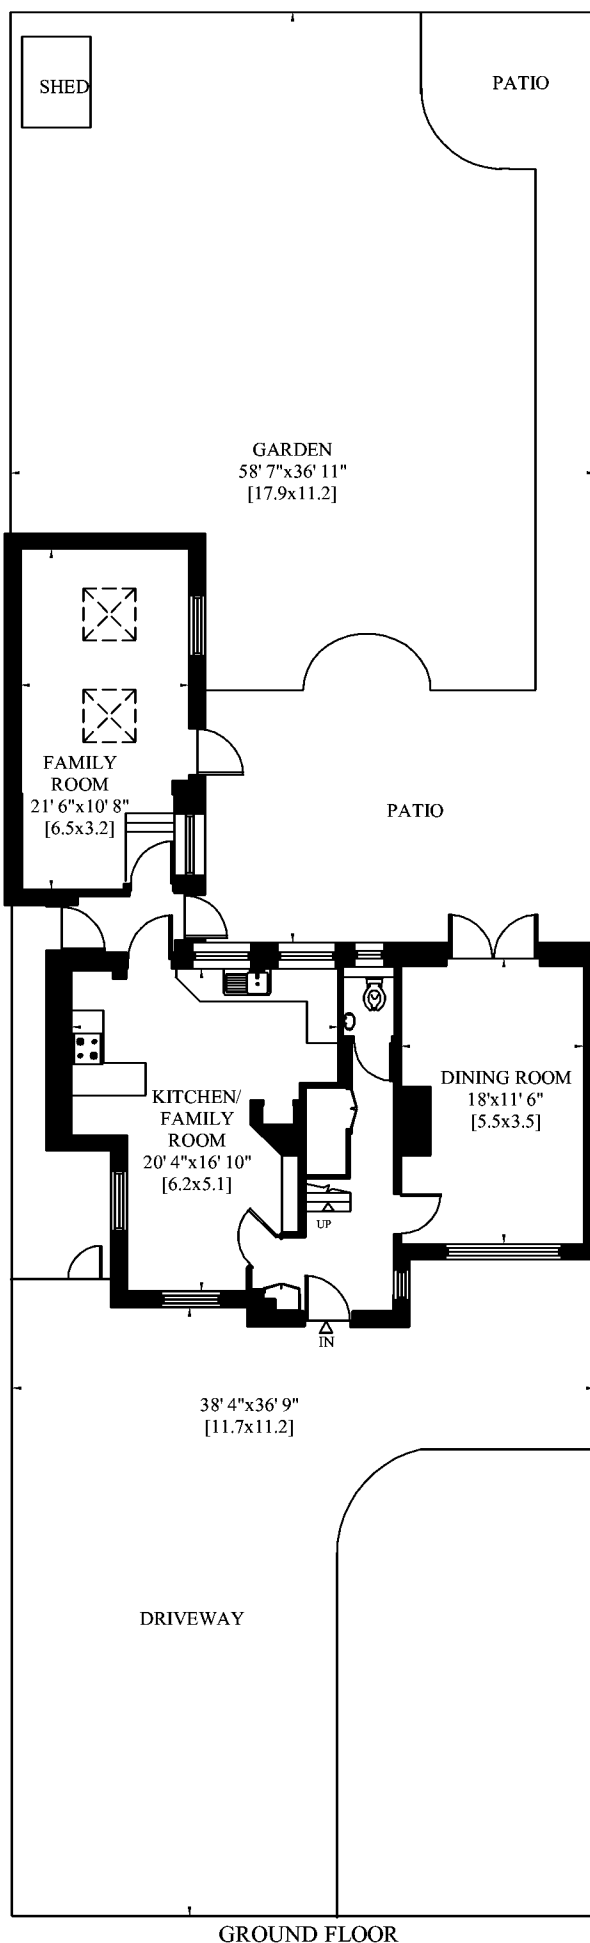 SHED
PATIO
GARDEN
58' 7"x36' 11"
[17.9x11.2]
FAMILY
ROOM
21' 6"x10' 8"
[6.5x3.2]
PATIO
KITCHEN/
FAMILY
ROOM
20' 4"x16' 10"
[6.2x5.1]
DINING ROOM
18'x11' 6"
[5.5x3.5]
UP
IN
38' 4"x36' 9"
[11.7x11.2]
DRIVEWAY
GROUND FLOOR